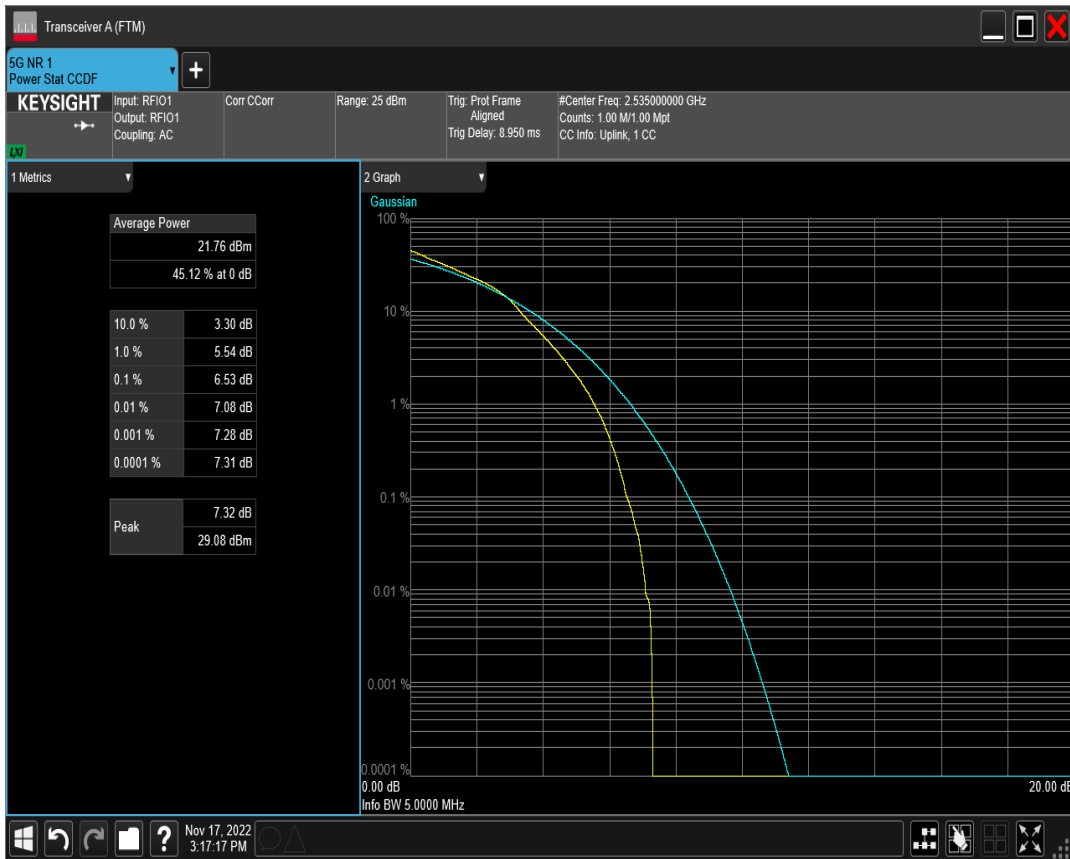 Transceiver A (FTM)
5G NR 1
Power Stat CCDF
+
KEYSIGHT
LXI
Input: RFIO1
Output: RFIO1
Coupling: AC
Corr CCorr
Range: 25 dBm
Trig: Prot Frame
Aligned
Trig Delay: 8.950 ms
#Center Freq: 2.535000000 GHz
Counts: 1.00 M/1.00 Mpt
CC Info: Uplink, 1 CC
1 Metrics
Average Power
21.76 dBm
45.12 % at 0 dB
10.0 % 3.30 dB
1.0 % 5.54 dB
0.1 % 6.53 dB
0.01 % 7.08 dB
0.001 % 7.28 dB
0.0001 % 7.31 dB
Peak 7.32 dB
29.08 dBm
2 Graph
Gaussian
100 %
10 %
1 %
0.1 %
0.01 %
0.001 %
0.0001 %
0.00 dB 20.00 dB
Info BW 5.0000 MHz
?
Nov 17, 2022
3:17:17 PM